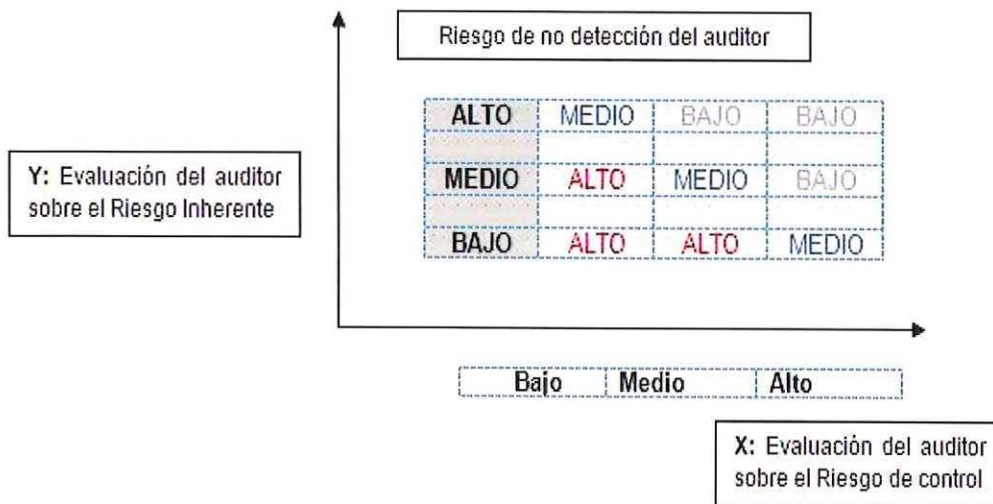 Riesgo de no detección del auditor
ALTO MEDIO BAJO BAJO
Y: Evaluación del auditor
sobre el Riesgo Inherente
MEDIO ALTO MEDIO BAJO
BAJO ALTO ALTO MEDIO
Bajo Medio Alto
X: Evaluación del auditor
sobre el Riesgo de control